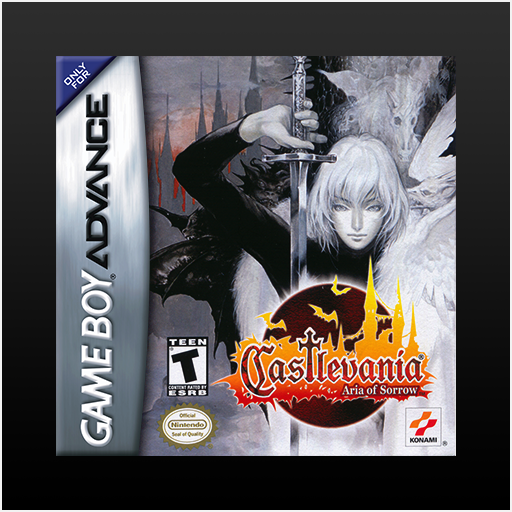 ONLY
FOR
GAME BOY ADVANCE
TEEN
T
CONTENT RATED BY
ESRB
Official
Nintendo
Seal of Quality
Castlevania®
Aria of Sorrow
KONAMI ®